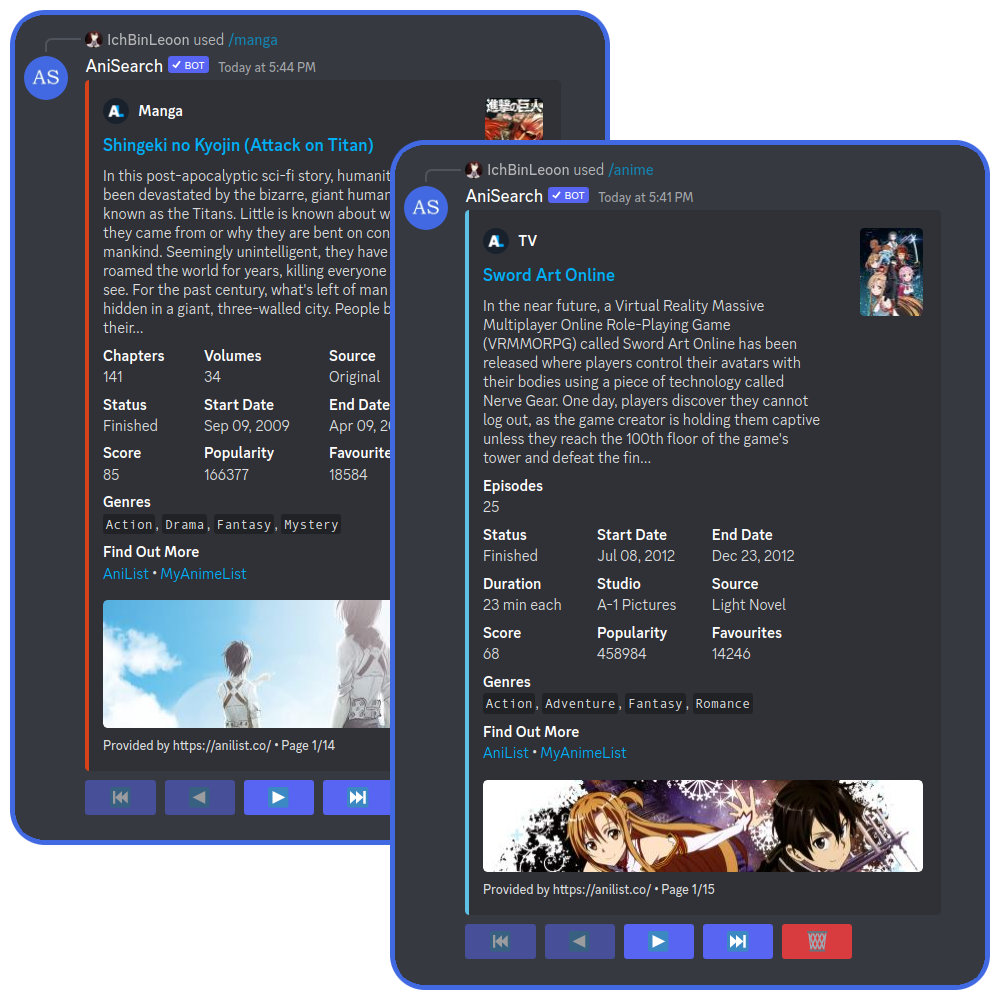 IchBinLeoon used /manga
AS
AniSearch ✓ BOT Today at 5:44 PM
Manga
進撃の巨人
Shingeki no Kyojin (Attack on Titan)
In this post-apocalyptic sci-fi story, humanit
been devastated by the bizarre, giant human
known as the Titans. Little is known about w
they came from or why they are bent on con
mankind. Seemingly unintelligent, they have
roamed the world for years, killing everyone
see. For the past century, what's left of man
hidden in a giant, three-walled city. People b
their...
Chapters Volumes Source
141 34 Original
Status Start Date End Date
Finished Sep 09, 2009 Apr 09, 2
Score Popularity Favourite
85 166377 18584
Genres
Action, Drama, Fantasy, Mystery
Find Out More
AniList • MyAnimeList
Provided by https://anilist.co/ • Page 1/14
IchBinLeoon used /anime
AS
AniSearch ✓ BOT Today at 5:41 PM
TV
Sword Art Online
In the near future, a Virtual Reality Massive
Multiplayer Online Role-Playing Game
(VRMMORPG) called Sword Art Online has been
released where players control their avatars with
their bodies using a piece of technology called
Nerve Gear. One day, players discover they cannot
log out, as the game creator is holding them captive
unless they reach the 100th floor of the game's
tower and defeat the fin...
Episodes
25
Status Start Date End Date
Finished Jul 08, 2012 Dec 23, 2012
Duration Studio Source
23 min each A-1 Pictures Light Novel
Score Popularity Favourites
68 458984 14246
Genres
Action, Adventure, Fantasy, Romance
Find Out More
AniList • MyAnimeList
Provided by https://anilist.co/ • Page 1/15